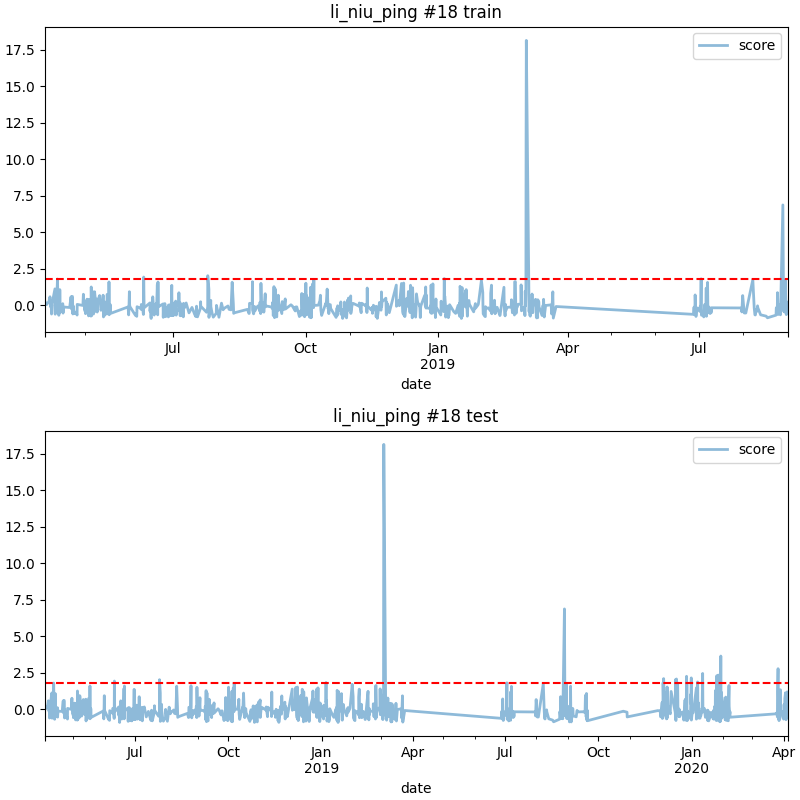 li_niu_ping #18 train
score
17.5
15.0
12.5
10.0
7.5
5.0
2.5
0.0
Jul Oct Jan Apr Jul
2019
date
li_niu_ping #18 test
score
17.5
15.0
12.5
10.0
7.5
5.0
2.5
0.0
Jul Oct Jan Apr Jul Oct Jan Apr
2019 2020
date